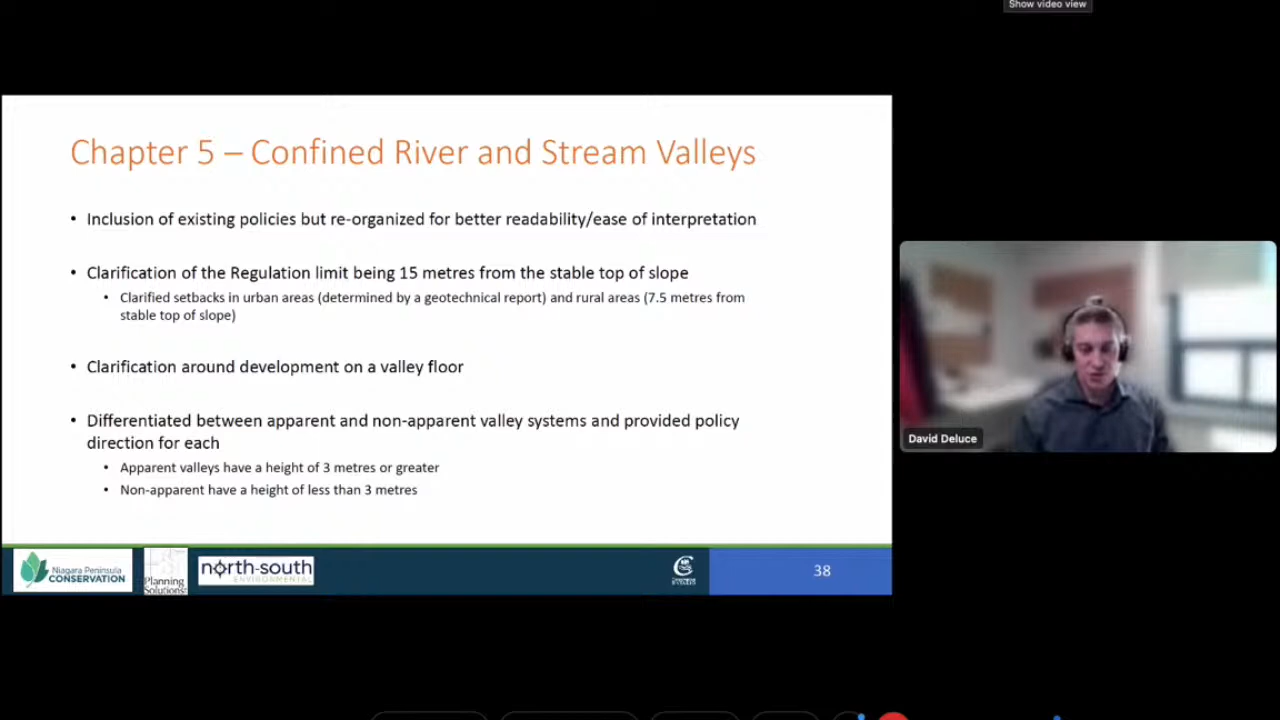 Show video view
Chapter 5 – Confined River and Stream Valleys
• Inclusion of existing policies but re-organized for better readability/ease of interpretation
• Clarification of the Regulation limit being 15 metres from the stable top of slope
• Clarified setbacks in urban areas (determined by a geotechnical report) and rural areas (7.5 metres from
stable top of slope)
• Clarification around development on a valley floor
• Differentiated between apparent and non-apparent valley systems and provided policy
direction for each
• Apparent valleys have a height of 3 metres or greater
• Non-apparent have a height of less than 3 metres
David Deluce
Niagara Peninsula
CONSERVATION
Planning
Solutions
north-south
ENVIRONMENTAL
38